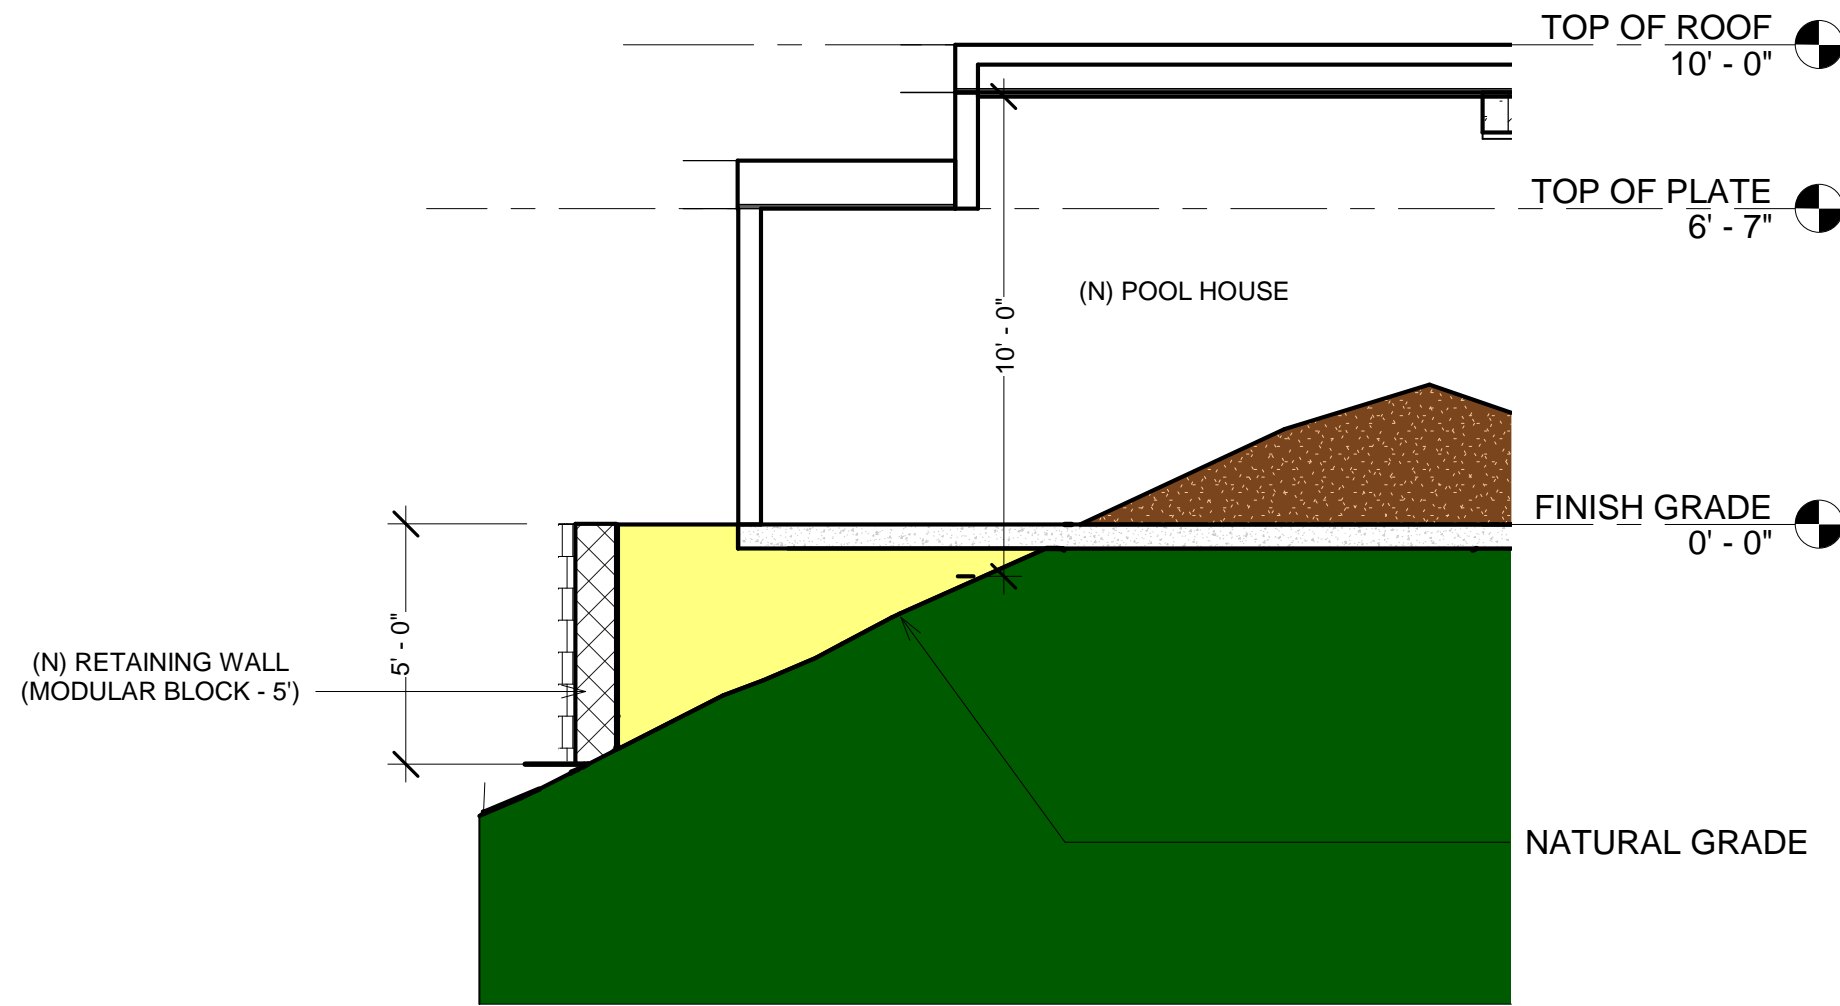 TOP OF ROOF
10' - 0"
TOP OF PLATE
6' - 7"
(N) POOL HOUSE
10' - 0"
FINISH GRADE
0' - 0"
5' - 0"
(N) RETAINING WALL
(MODULAR BLOCK - 5')
NATURAL GRADE